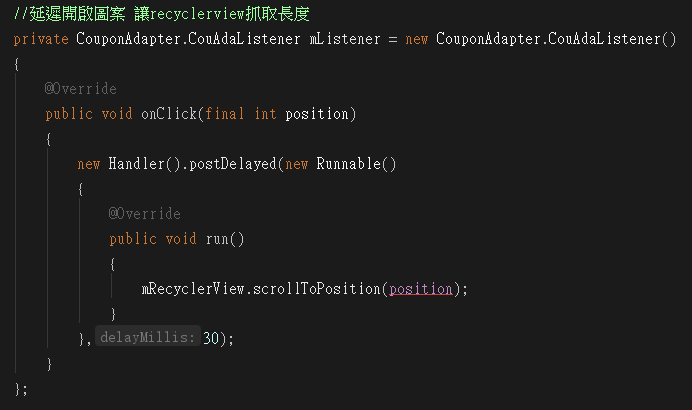 //延遲開啟圖案 讓recyclerview抓取長度
private CouponAdapter.CouAdaListener mListener = new CouponAdapter.CouAdaListener()
{
@Override
public void onClick(final int position)
{
new Handler().postDelayed(new Runnable()
{
@Override
public void run()
{
mRecyclerView.scrollToPosition(position);
}
}, delayMillis: 30);
}
};